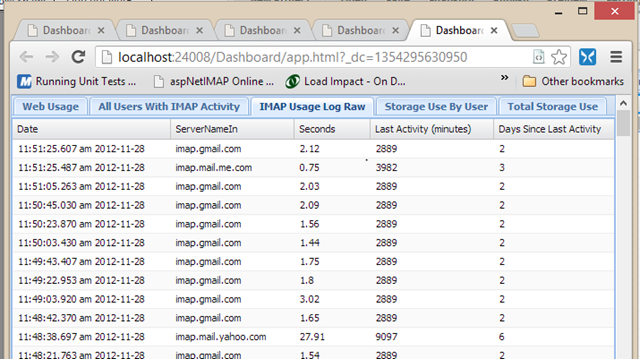 Dashboard Dashboard Dashboard Dashboard Dashboard
localhost:24008/Dashboard/app.html?_dc=1354295630950
Running Unit Tests ... aspNetIMAP Online ... Load Impact - On D... » Other bookmarks
Web Usage All Users With IMAP Activity IMAP Usage Log Raw Storage Use By User Total Storage Use
Date ServerNameIn Seconds Last Activity (minutes) Days Since Last Activity
11:51:25.607 am 2012-11-28 imap.gmail.com 2.12 2889 2
11:51:25.487 am 2012-11-28 imap.mail.me.com 0.75 3982 3
11:51:05.263 am 2012-11-28 imap.gmail.com 2.03 2889 2
11:50:45.030 am 2012-11-28 imap.gmail.com 2.09 2889 2
11:50:23.870 am 2012-11-28 imap.gmail.com 1.56 2889 2
11:50:03.430 am 2012-11-28 imap.gmail.com 1.44 2889 2
11:49:43.407 am 2012-11-28 imap.gmail.com 1.75 2889 2
11:49:22.953 am 2012-11-28 imap.gmail.com 1.8 2889 2
11:49:03.920 am 2012-11-28 imap.gmail.com 3.02 2889 2
11:48:42.370 am 2012-11-28 imap.gmail.com 1.65 2889 2
11:48:38.697 am 2012-11-28 imap.mail.yahoo.com 27.91 9097 6
11:48:21.763 am 2012-11-28 imap.gmail.com 1.54 2889 2